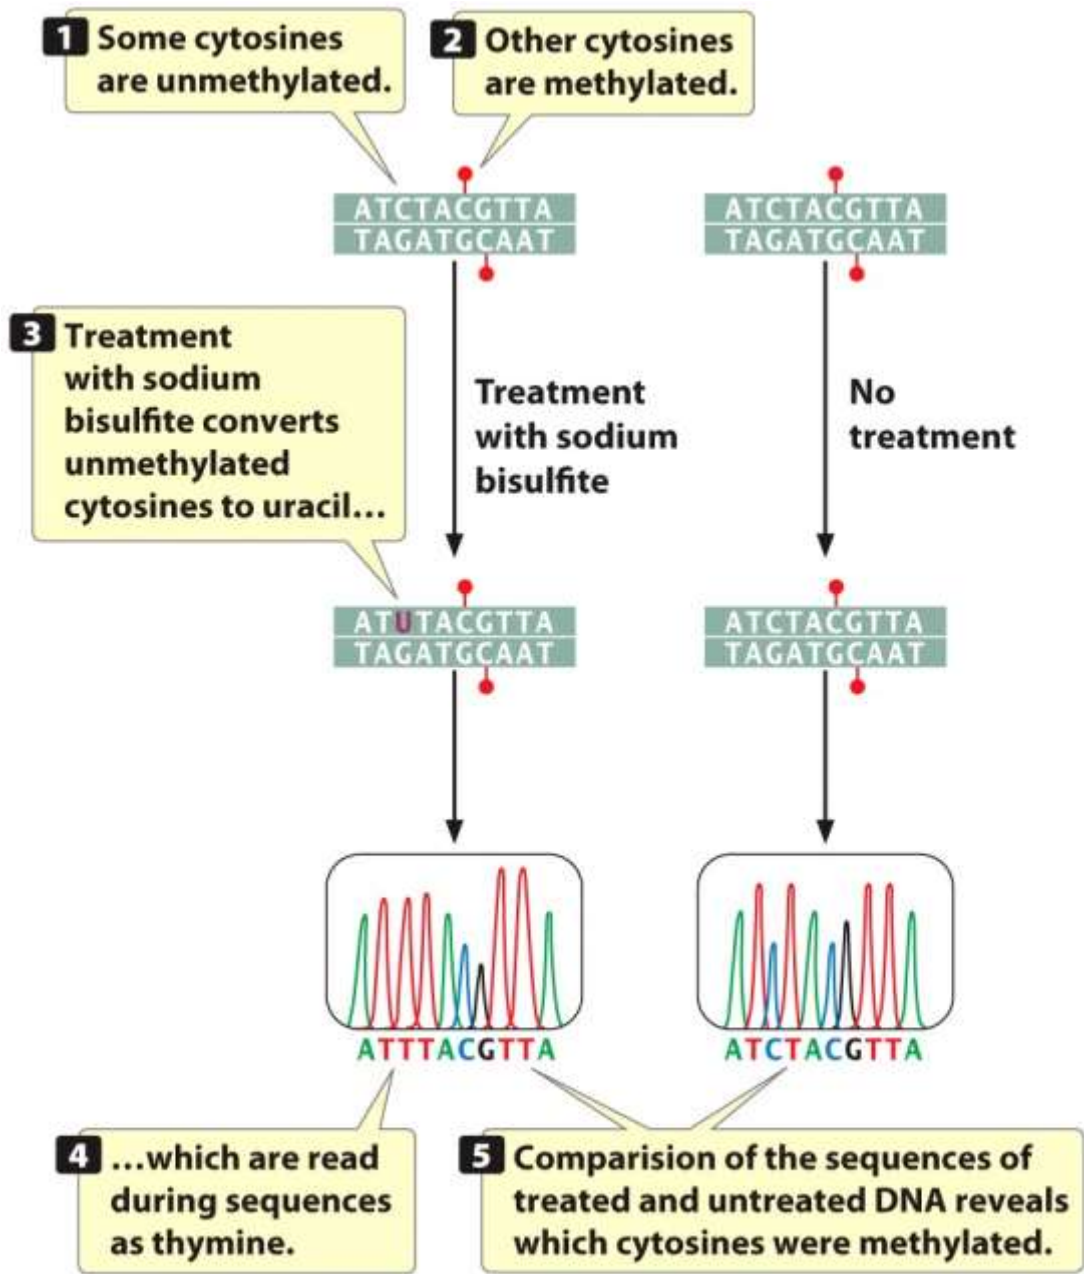 1 Some cytosines
are unmethylated.
2 Other cytosines
are methylated.
ATCTACGTTA
TAGATGCAAT
ATCTACGTTA
TAGATGCAAT
3 Treatment
with sodium
bisulfite converts
unmethylated
cytosines to uracil...
Treatment
with sodium
bisulfite
No
treatment
ATUTACGTTA
TAGATGCAAT
ATCTACGTTA
TAGATGCAAT
ATTTACGTTA
ATCTACGTTA
4 ...which are read
during sequences
as thymine.
5 Comparision of the sequences of
treated and untreated DNA reveals
which cytosines were methylated.